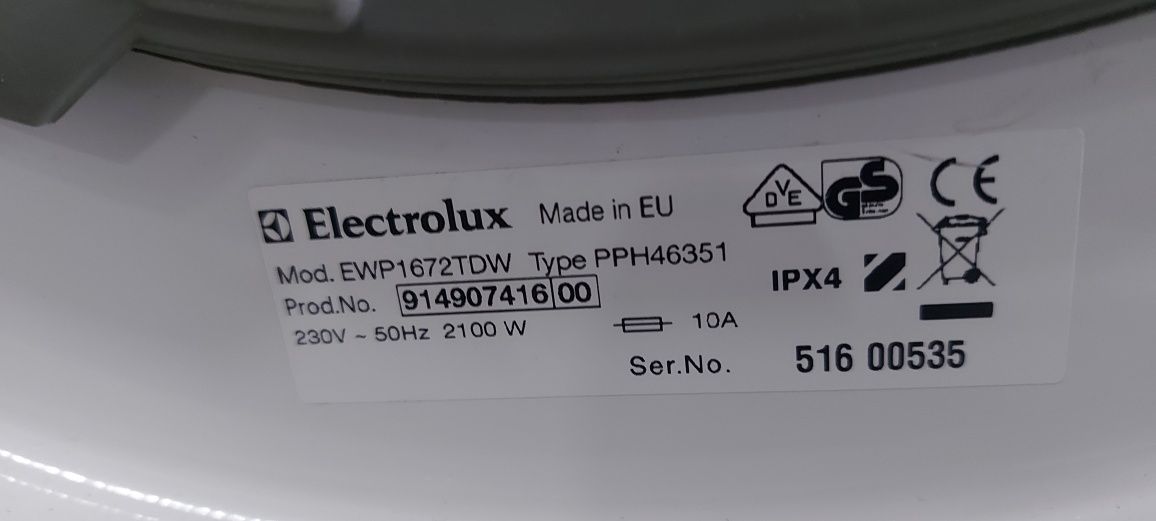 Electrolux Made in EU
Mod. EWP1672TDW Type PPH46351
Prod.No. 914907416 00
230V ~ 50Hz 2100 W
10A
Ser.No. 516 00535
DVE
GS
CE
IPX4